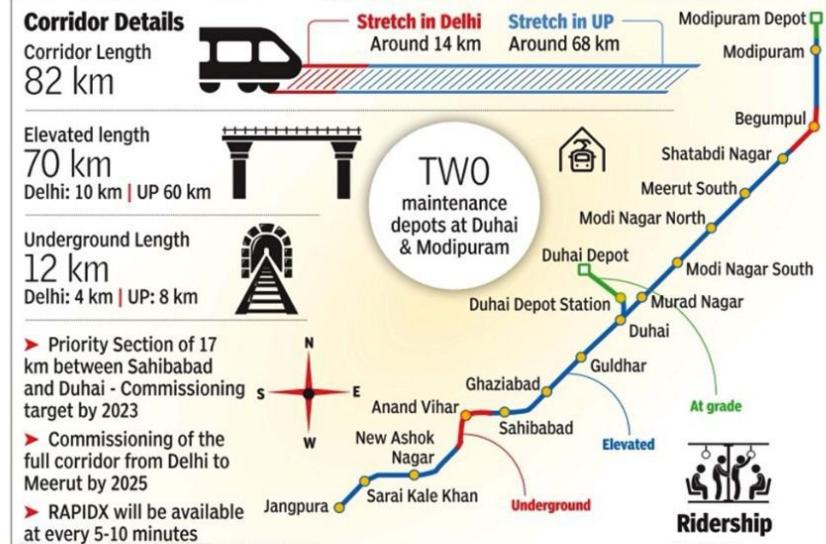 Corridor Details
Corridor Length
82 km
Stretch in Delhi
Around 14 km
Stretch in UP
Around 68 km
Elevated length
70 km
Delhi: 10 km | UP 60 km
Underground Length
12 km
Delhi: 4 km | UP: 8 km
TWO
maintenance
depots at Duhai
& Modipuram
➤ Priority Section of 17
km between Sahibabad
and Duhai - Commissioning
target by 2023
➤ Commissioning of the
full corridor from Delhi to
Meerut by 2025
➤ RAPIDX will be available
at every 5-10 minutes
N
S
E
W
Modipuram Depot
Modipuram
Begumpul
Shatabdi Nagar
Meerut South
Modi Nagar North
Modi Nagar South
Duhai Depot
Duhai Depot Station
Murad Nagar
Duhai
Guldhar
Ghaziabad
Sahibabad
Anand Vihar
New Ashok
Nagar
Sarai Kale Khan
Jangpura
At grade
Elevated
Underground
Ridership